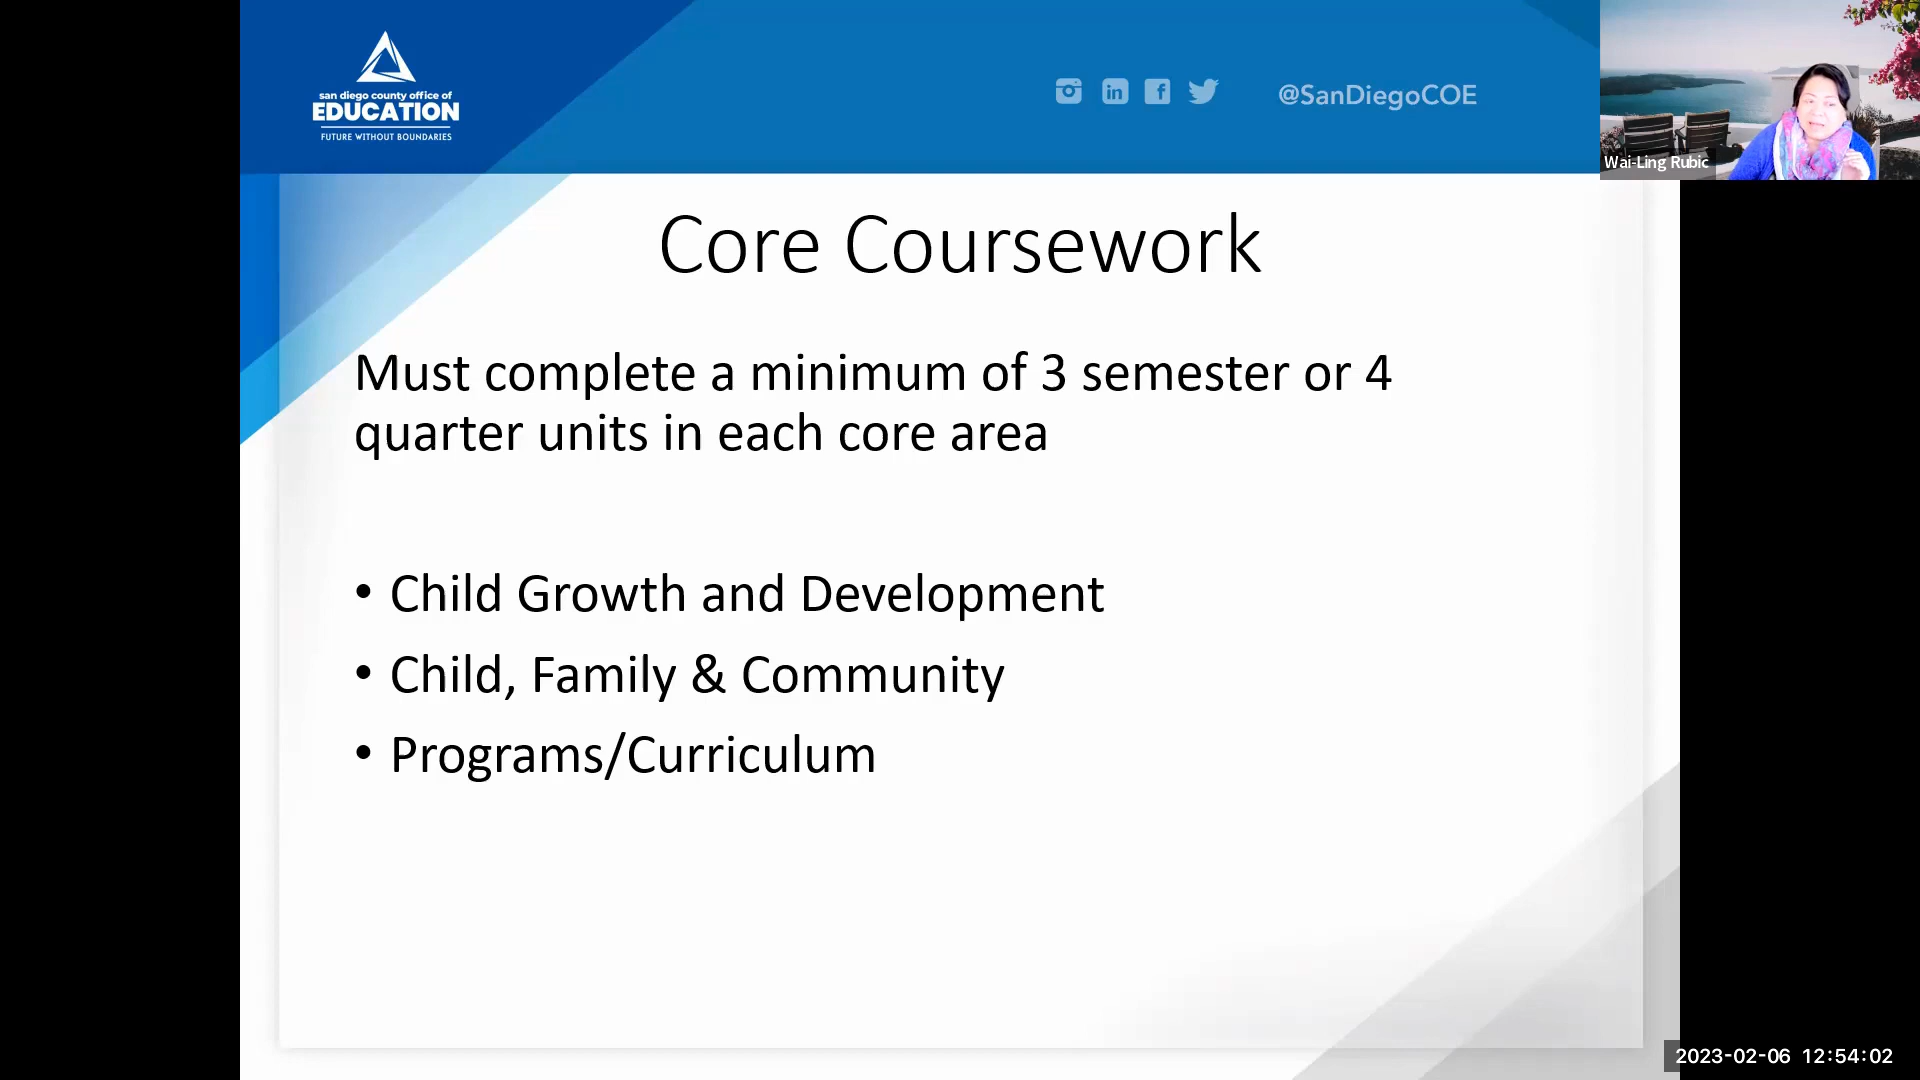 san diego county office of
EDUCATION
FUTURE WITHOUT BOUNDARIES
@SanDiegoCOE
Wai-Ling Rubic
Core Coursework
Must complete a minimum of 3 semester or 4
quarter units in each core area
• Child Growth and Development
• Child, Family & Community
• Programs/Curriculum
2023-02-06 12:54:02